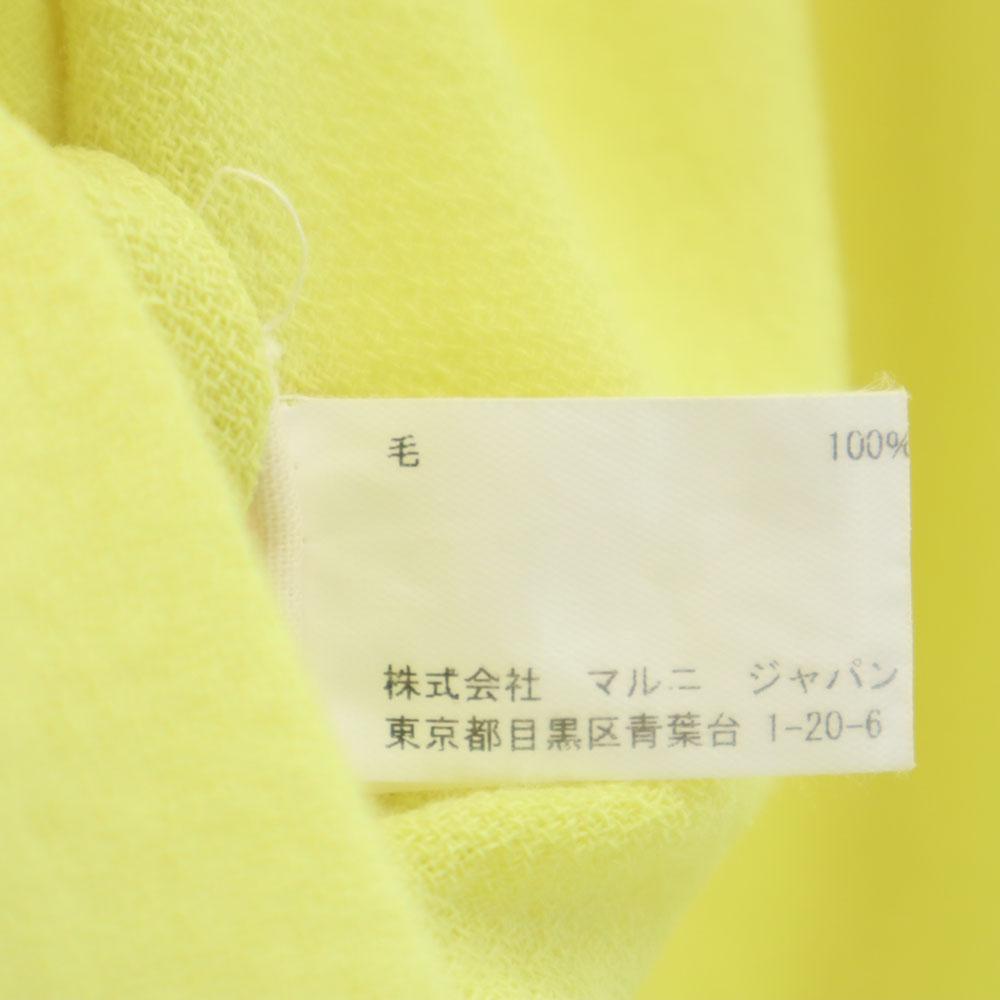 毛 100%
株式会社 マルニ ジャパン
東京都目黒区青葉台 1-20-6